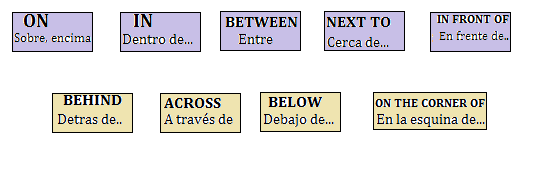 ON
Sobre, encima
IN
Dentro de...
BETWEEN
Entre
NEXT TO
Cerca de...
IN FRONT OF
En frente de..
BEHIND
Detras de..
ACROSS
A través de
BELOW
Debajo de...
ON THE CORNER OF
En la esquina de...